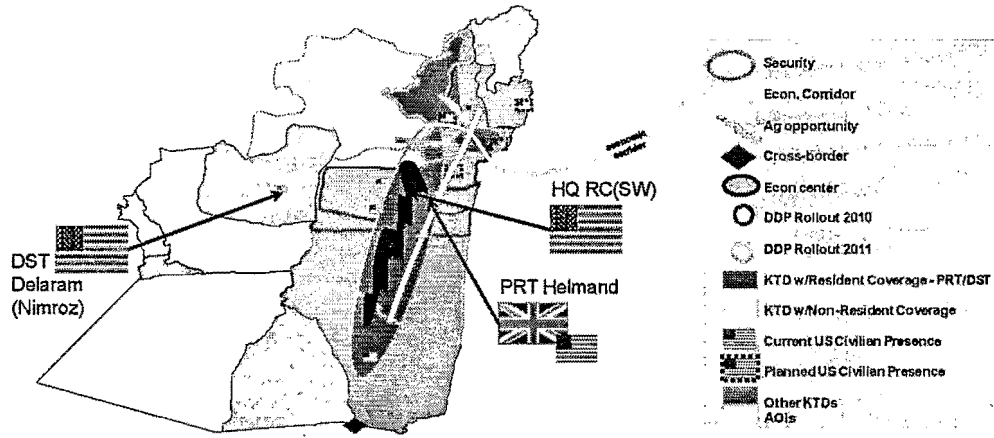 Security
Econ. Corridor
economic
corridor
Ag opportunity
Cross-border
HQ RC(SW)
Econ center
DDP Rollout 2010
DDP Rollout 2011
DST
Delaram
(Nimroz)
PRT Helmand
KTD w/Resident Coverage - PRT/DST
KTD w/Non-Resident Coverage
Current US Civilian Presence
Planned US Civilian Presence
Other KTDs
AOIs